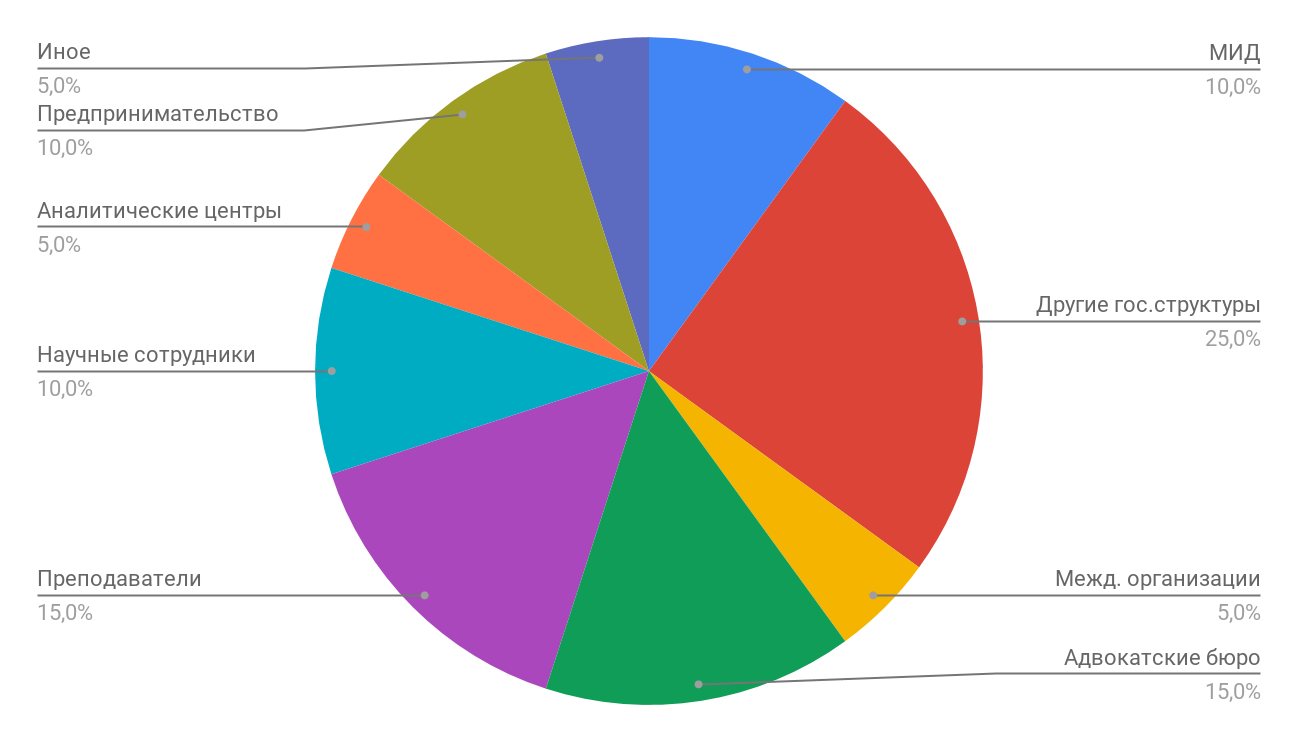 Иное
5,0%
Предпринимательство
10,0%
Аналитические центры
5,0%
Научные сотрудники
10,0%
Преподаватели
15,0%
МИД
10,0%
Другие гос.структуры
25,0%
Межд. организации
5,0%
Адвокатские бюро
15,0%